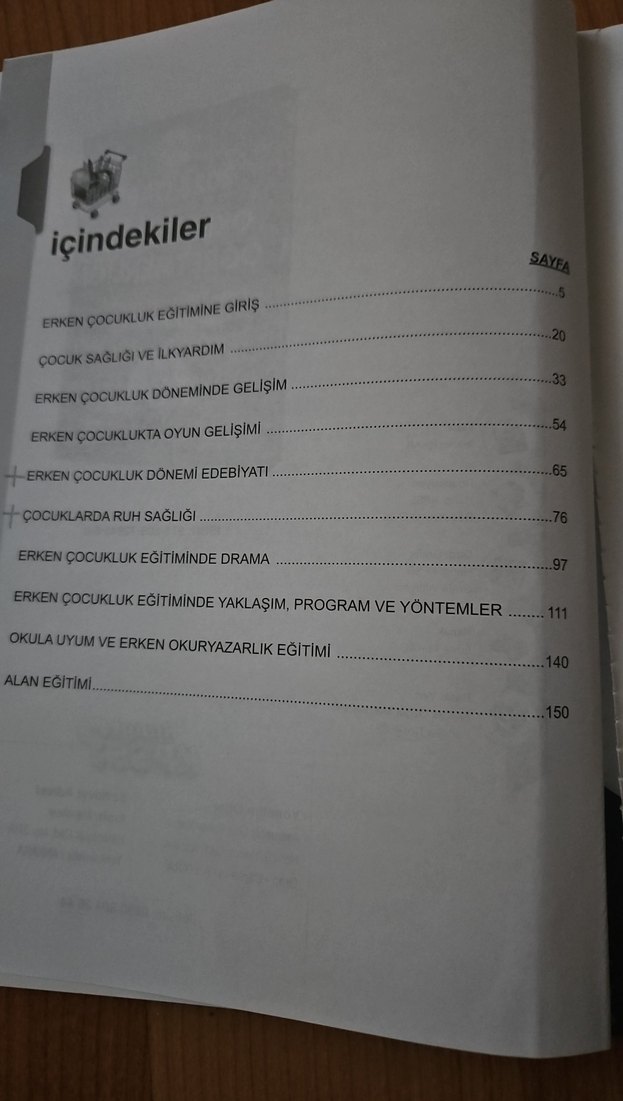 içindekiler
SAYFA
ERKEN ÇOCUKLUK EĞİTİMİNE GİRİŞ ..................................................5
ÇOCUK SAĞLIĞI VE İLKYARDIM ..................................................20
ERKEN ÇOCUKLUK DÖNEMİNDE GELİŞİM ..................................................33
ERKEN ÇOCUKLUKTA OYUN GELİŞİMİ ..................................................54
+ ERKEN ÇOCUKLUK DÖNEMİ EDEBİYATI ..................................................65
+ ÇOCUKLARDA RUH SAĞLIĞI ..................................................76
ERKEN ÇOCUKLUK EĞİTİMİNDE DRAMA ..................................................97
ERKEN ÇOCUKLUK EĞİTİMİNDE YAKLAŞIM, PROGRAM VE YÖNTEMLER ........ 111
OKULA UYUM VE ERKEN OKURYAZARLIK EĞİTİMİ ..................................................140
ALAN EĞİTİMİ..................................................150